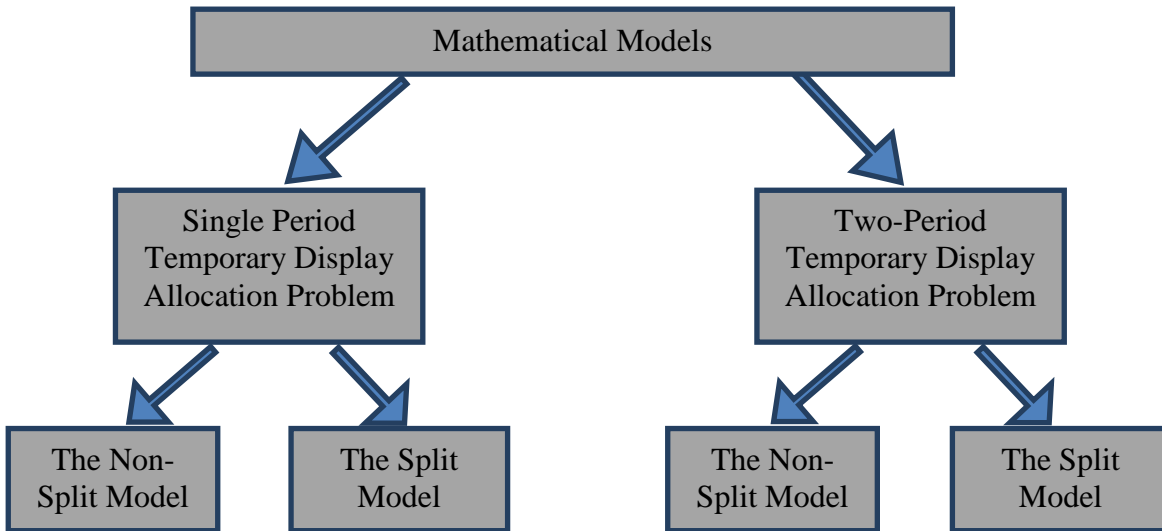 Mathematical Models
Single Period
Temporary Display
Allocation Problem
Two-Period
Temporary Display
Allocation Problem
The Non-
Split Model
The Split
Model
The Non-
Split Model
The Split
Model